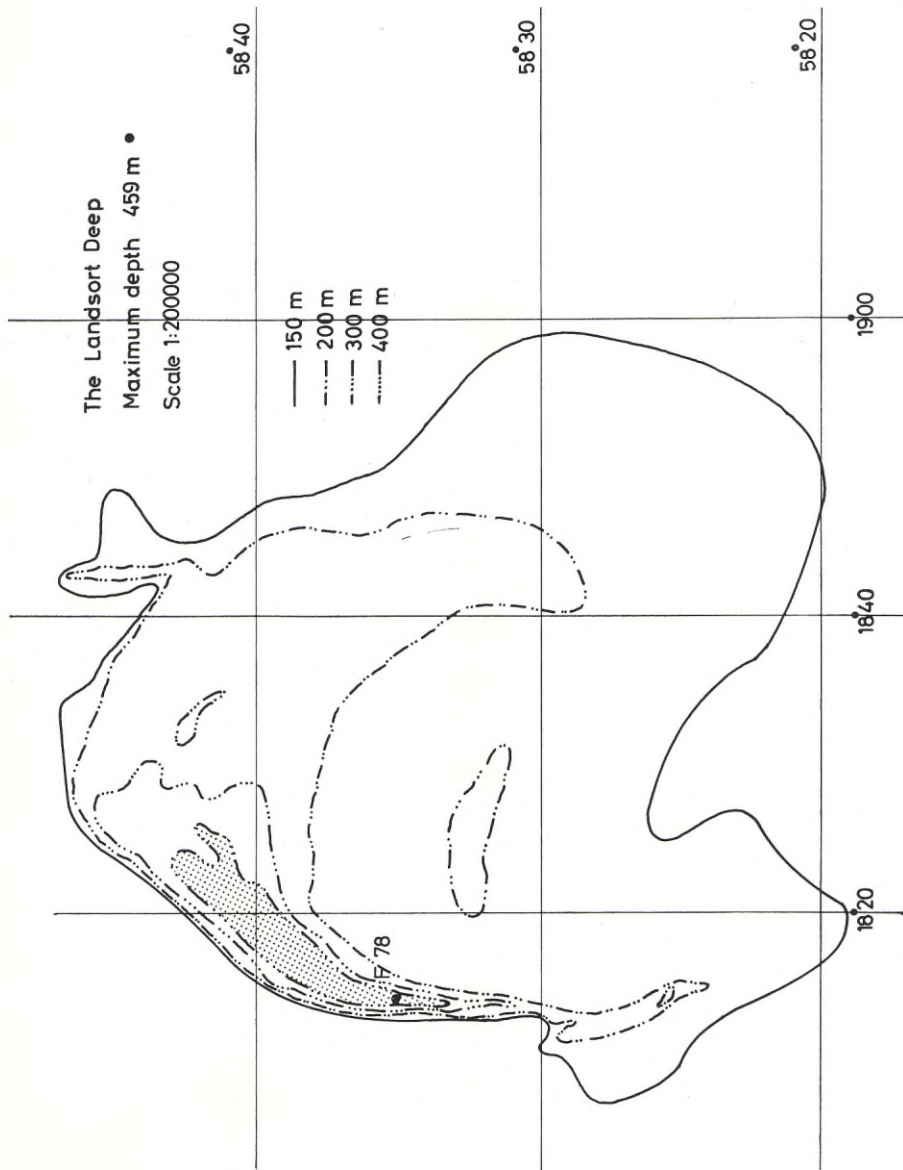 The Landsort Deep
Maximum depth 459 m •
Scale 1:200000
150 m
200 m
300 m
400 m
58°40
58°30
58°20
F 78
18°20
18°40
19°00